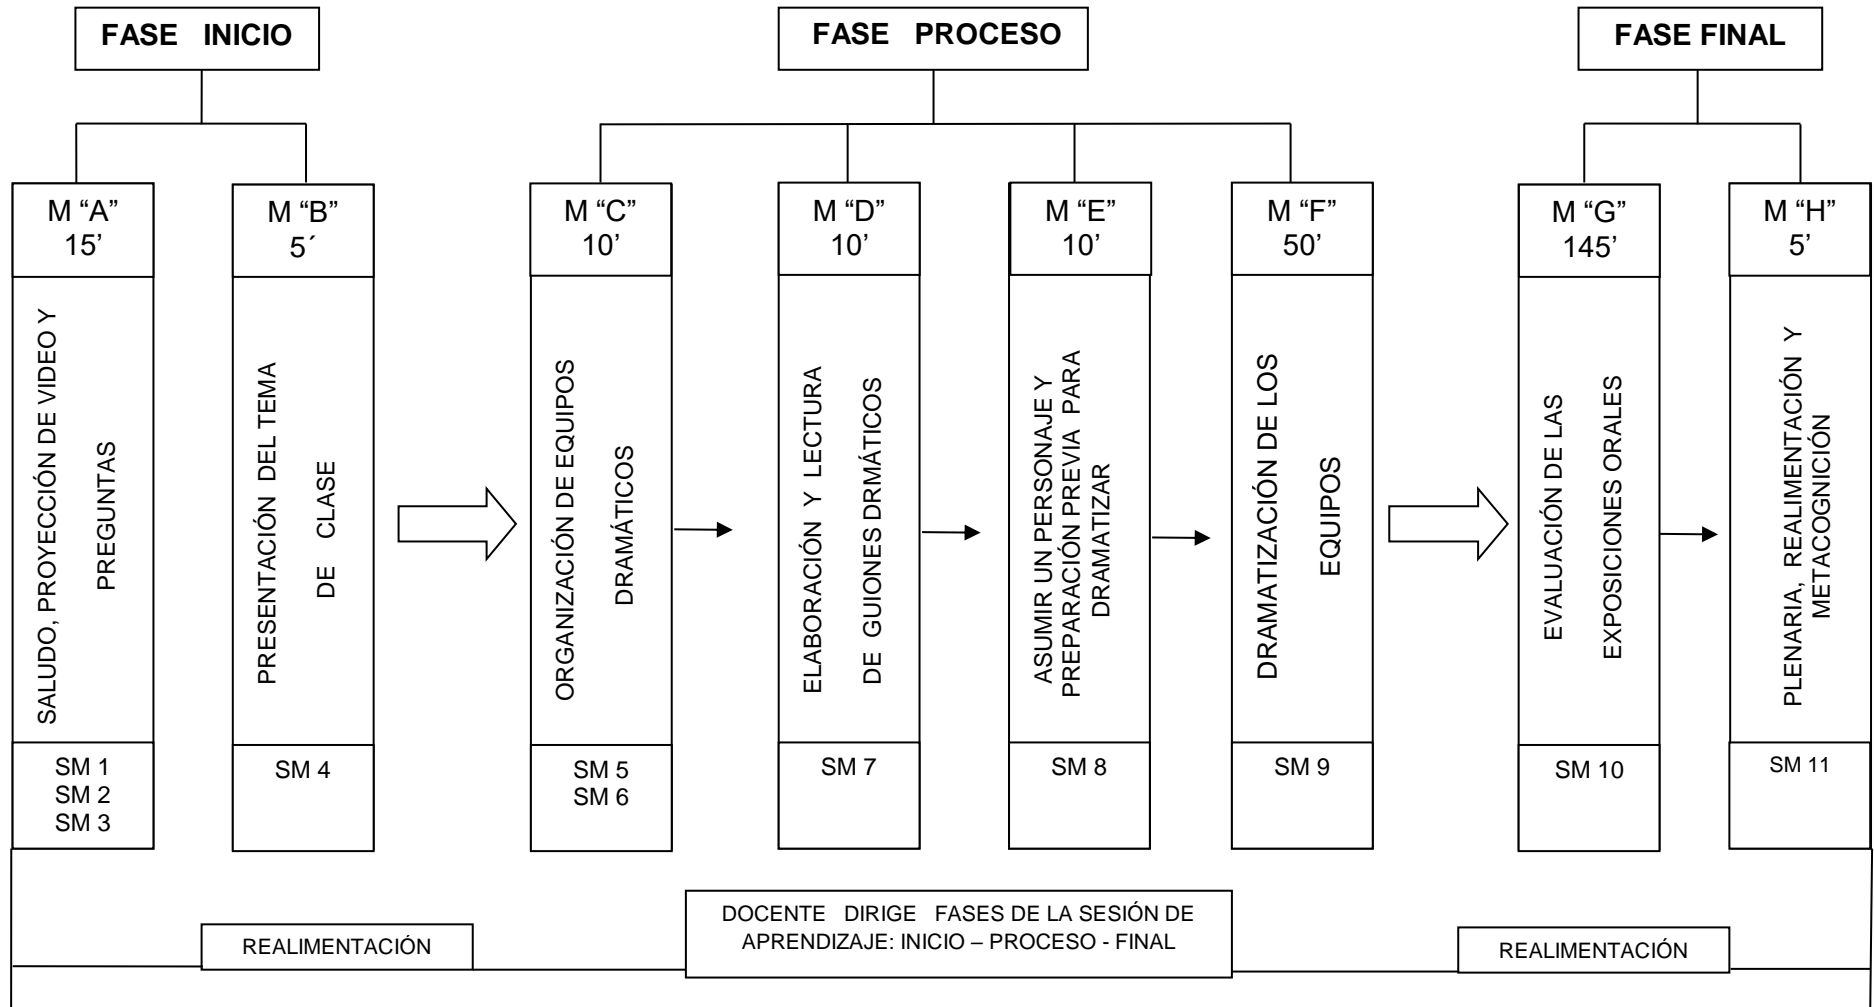 FASE INICIO
FASE PROCESO
FASE FINAL
M “A”
15’
M “B”
5´
M “C”
10’
M “D”
10’
M “E”
10’
M “F”
50’
M “G”
145’
M “H”
5’
SALUDO, PROYECCIÓN DE VIDEO Y
PREGUNTAS
PRESENTACIÓN DEL TEMA
DE CLASE
ORGANIZACIÓN DE EQUIPOS
DRAMÁTICOS
ELABORACIÓN Y LECTURA
DE GUIONES DRMÁTICOS
ASUMIR UN PERSONAJE Y
PREPARACIÓN PREVIA PARA
DRAMATIZAR
DRAMATIZACIÓN DE LOS
EQUIPOS
EVALUACIÓN DE LAS
EXPOSICIONES ORALES
PLENARIA, REALIMENTACIÓN Y
METACOGNICIÓN
SM 1
SM 2
SM 3
SM 4
SM 5
SM 6
SM 7
SM 8
SM 9
SM 10
SM 11
REALIMENTACIÓN
DOCENTE DIRIGE FASES DE LA SESIÓN DE
APRENDIZAJE: INICIO – PROCESO - FINAL
REALIMENTACIÓN